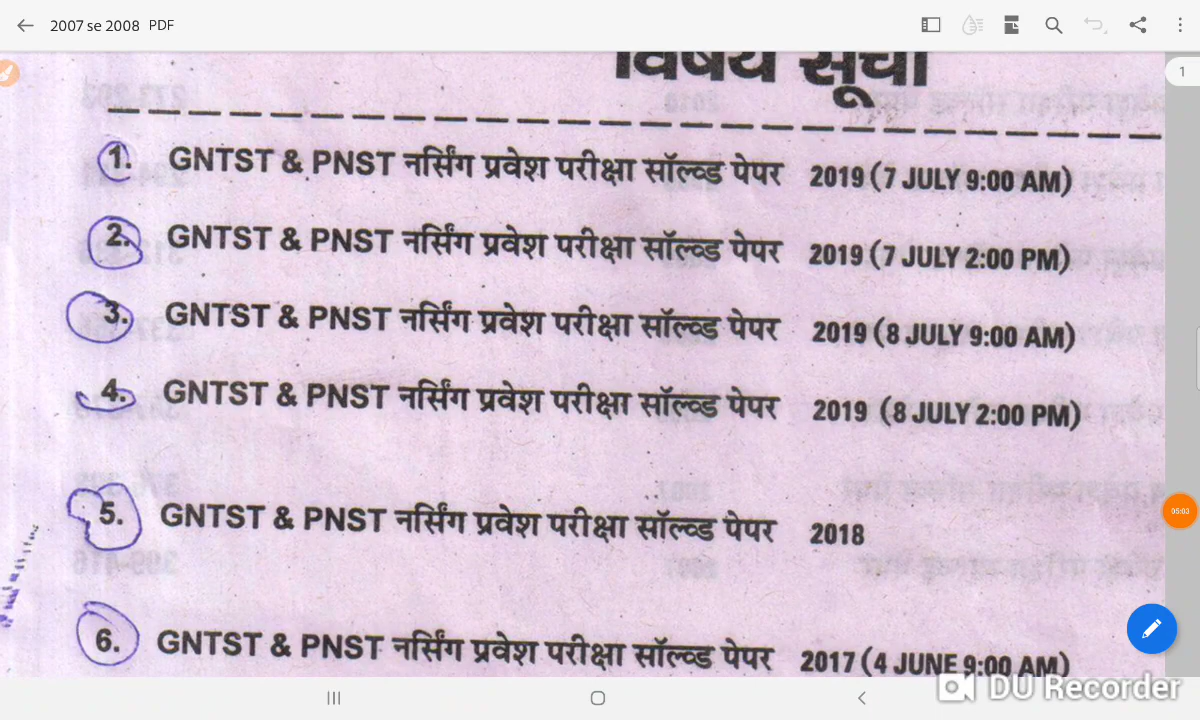 2007 se 2008 PDF
1
विषय सूची
1. GNTST & PNST नर्सिंग प्रवेश परीक्षा सॉल्व्ड पेपर 2019 (7 JULY 9:00 AM)
2. GNTST & PNST नर्सिंग प्रवेश परीक्षा सॉल्व्ड पेपर 2019 (7 JULY 2:00 PM)
3. GNTST & PNST नर्सिंग प्रवेश परीक्षा सॉल्व्ड पेपर 2019 (8 JULY 9:00 AM)
4. GNTST & PNST नर्सिंग प्रवेश परीक्षा सॉल्व्ड पेपर 2019 (8 JULY 2:00 PM)
5. GNTST & PNST नर्सिंग प्रवेश परीक्षा सॉल्व्ड पेपर 2018
05:03
6. GNTST & PNST नर्सिंग प्रवेश परीक्षा सॉल्व्ड पेपर 2017 (4 JUNE 9:00 AM)
DU Recorder